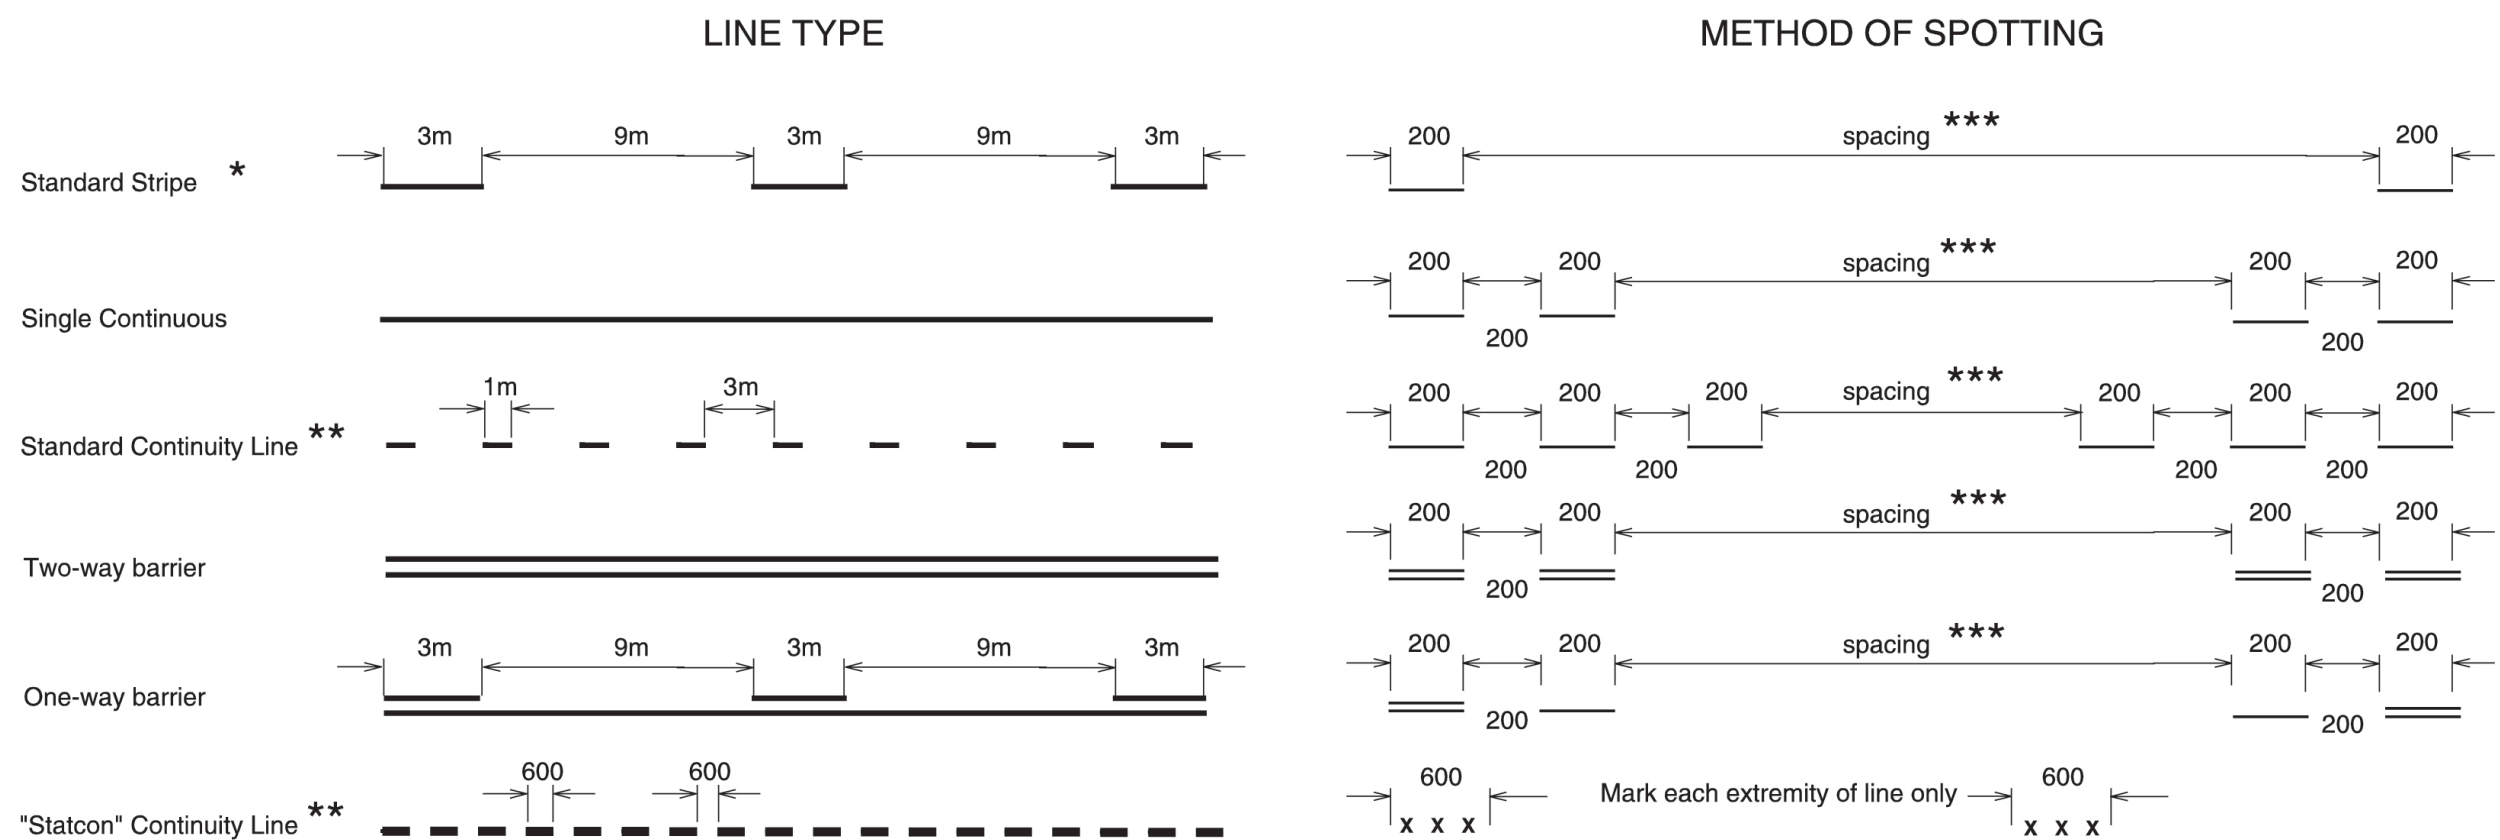 LINE TYPE METHOD OF SPOTTING
3m 9m 3m 9m 3m 200 spacing *** 200
Standard Stripe *
200 200 spacing *** 200 200
Single Continuous
200 200
1m 3m 200 200 200 spacing *** 200 200 200
Standard Continuity Line **
200 200 200 200
200 200 spacing *** 200 200
Two-way barrier
200 200
3m 9m 3m 9m 3m 200 200 spacing *** 200 200
One-way barrier
200 200
600 600 600 Mark each extremity of line only 600
"Statcon" Continuity Line ** x x x x x x